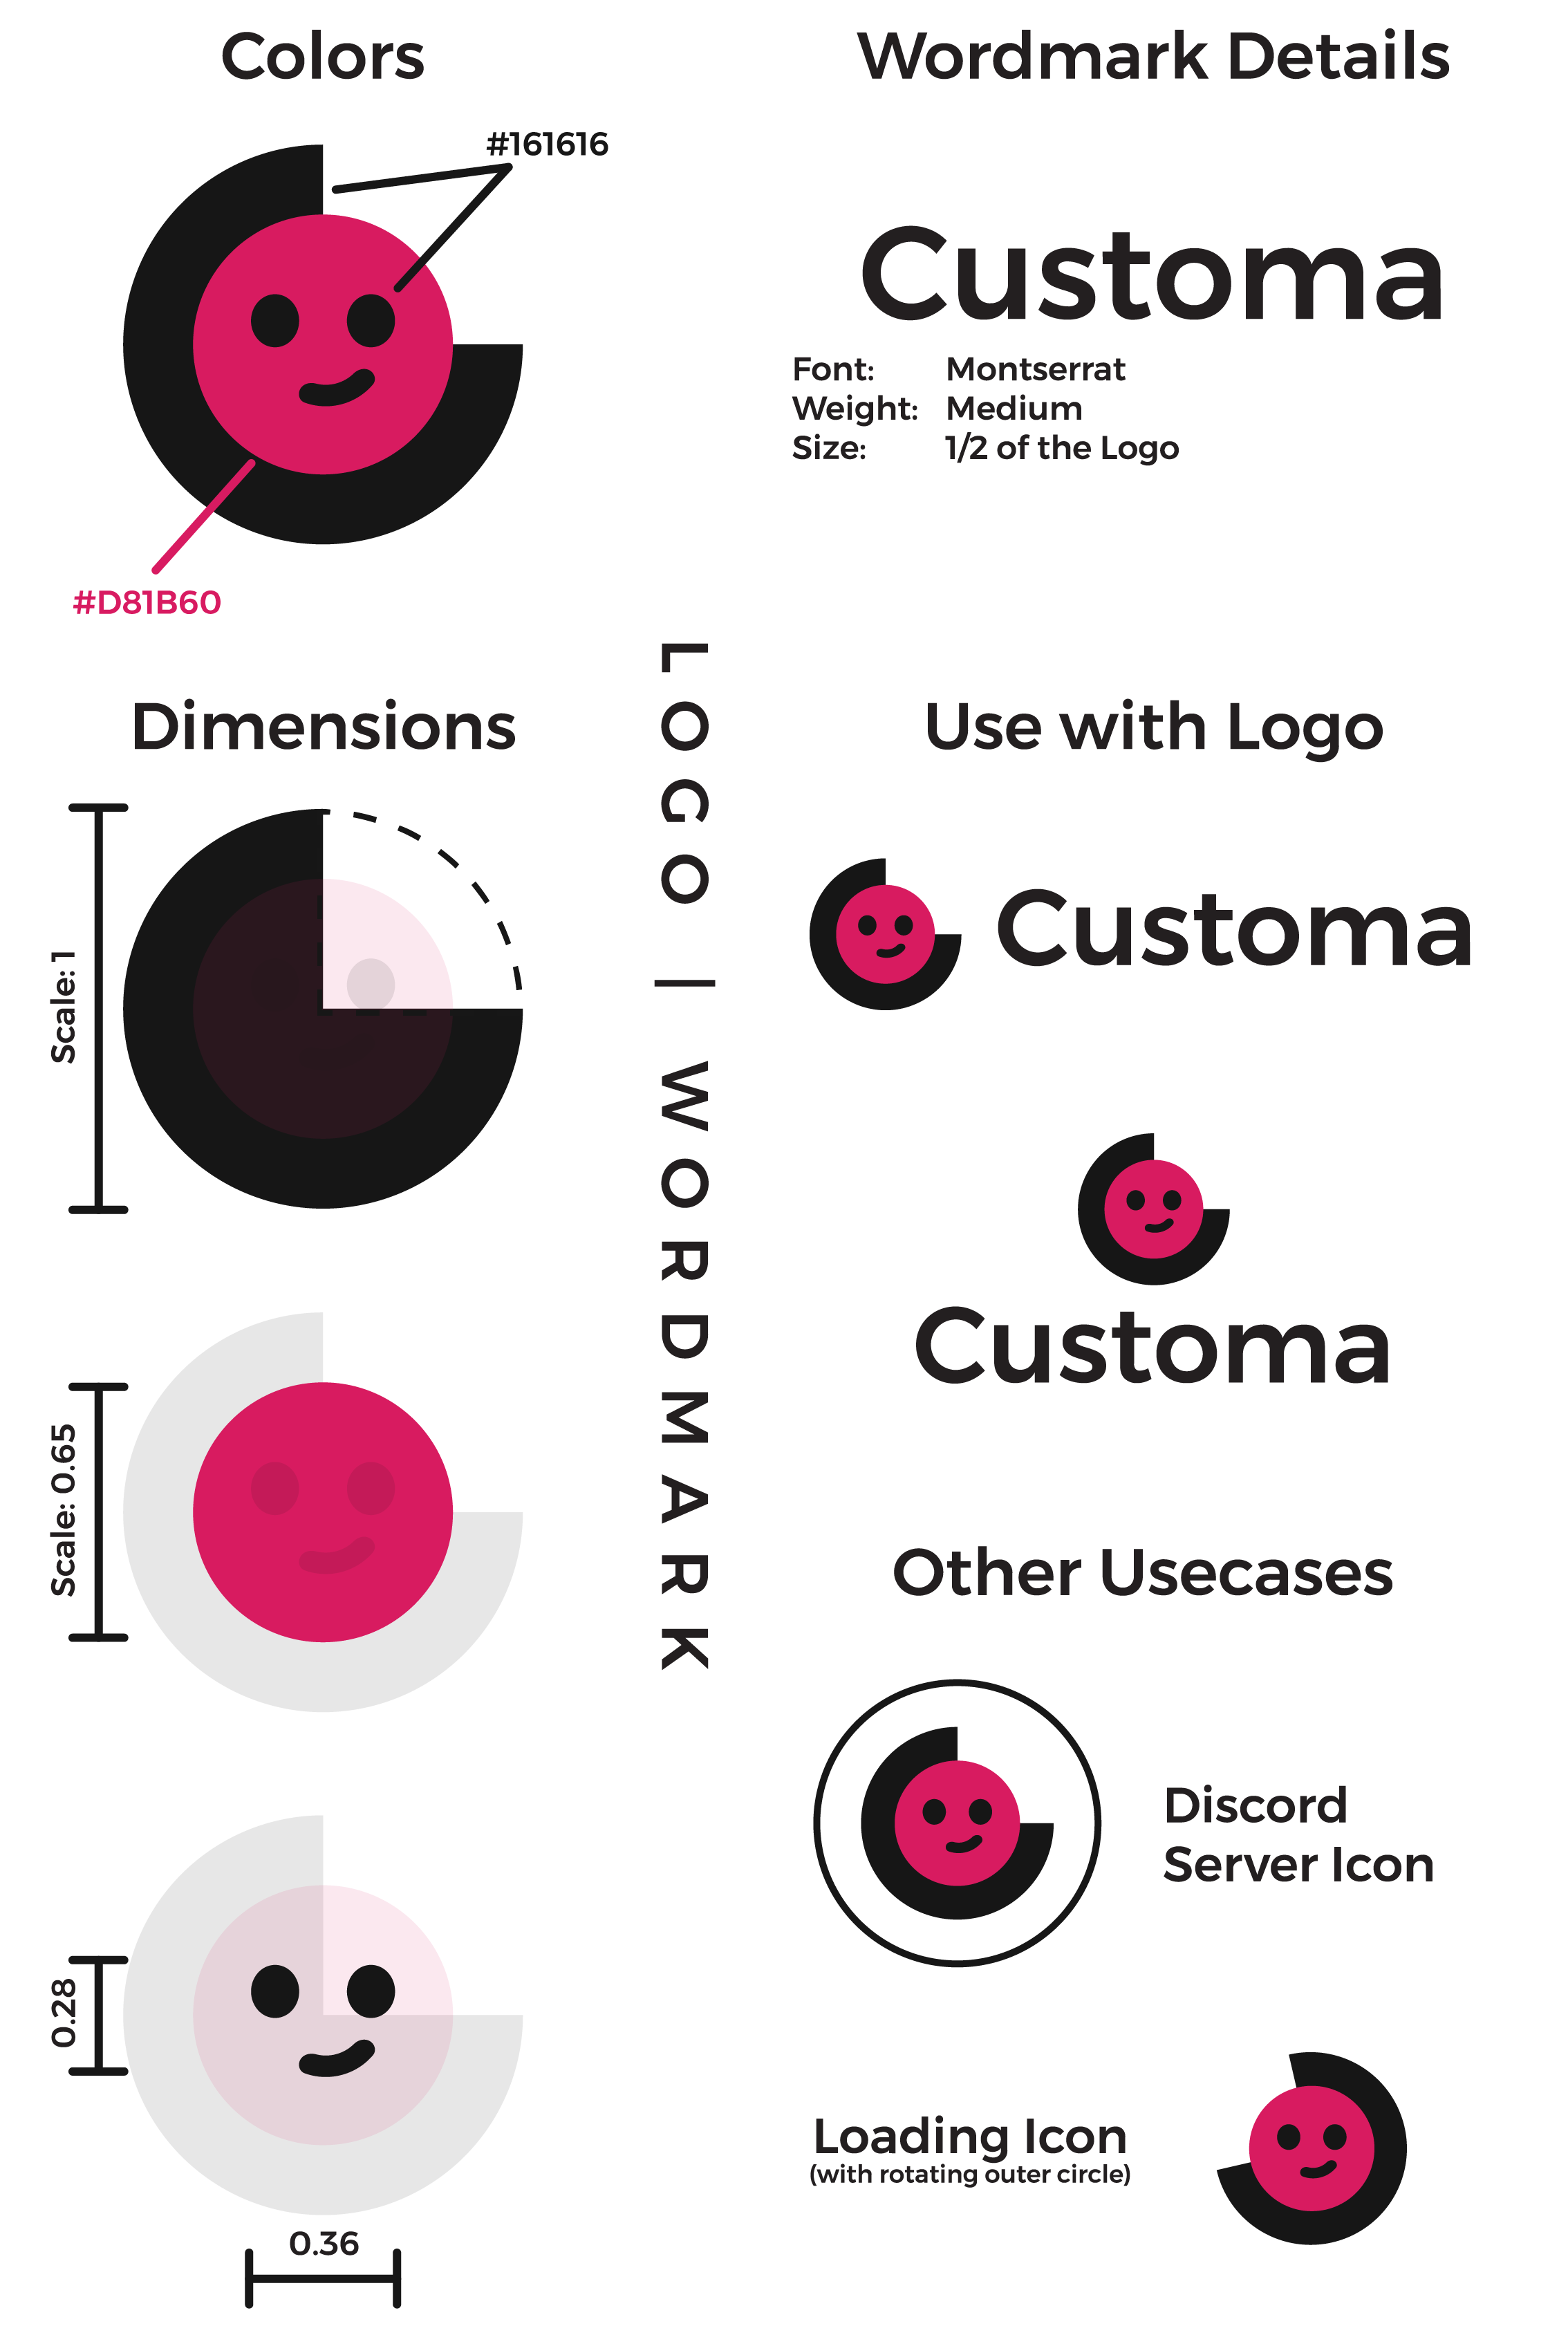 Colors
#161616
#D81B60
Dimensions
Scale: 1
Scale: 0.65
0.28
0.36
LOGO | WORDMARK
Wordmark Details
Customa
Font: Montserrat
Weight: Medium
Size: 1/2 of the Logo
Use with Logo
Customa
Customa
Other Usecases
Discord
Server Icon
Loading Icon
(with rotating outer circle)